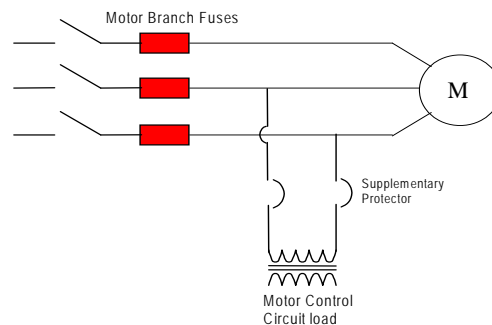 Motor Branch Fuses
M
Supplementary
Protector
Motor Control
Circuit load